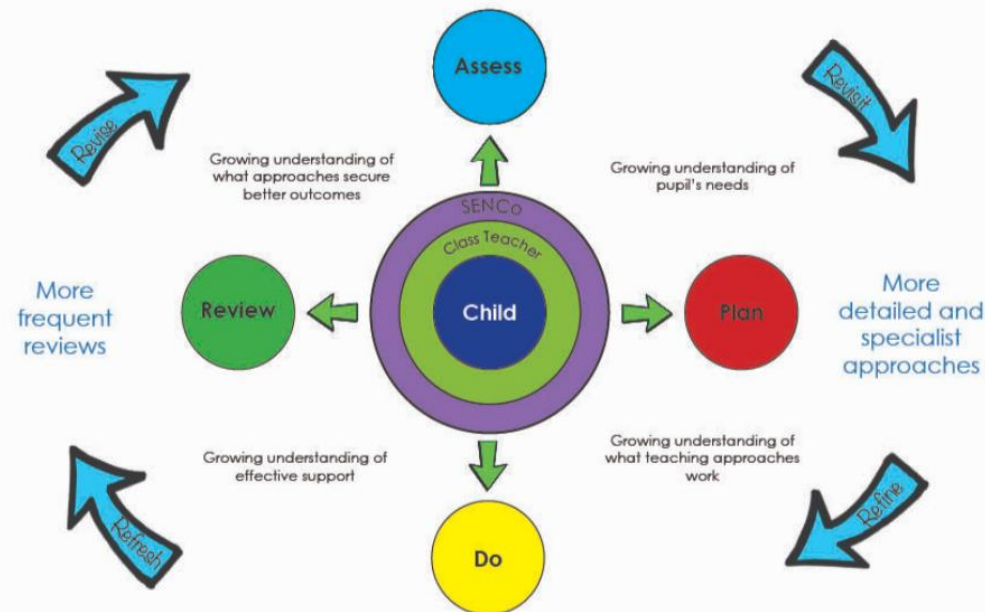 Assess
Revise
Revisit
Growing understanding of
what approaches secure
better outcomes
Growing understanding of
pupil's needs
SENCo
Class Teacher
Child
Review
Plan
More
frequent
reviews
More
detailed and
specialist
approaches
Growing understanding of
effective support
Growing understanding of
what teaching approaches
work
Refresh
Refine
Do